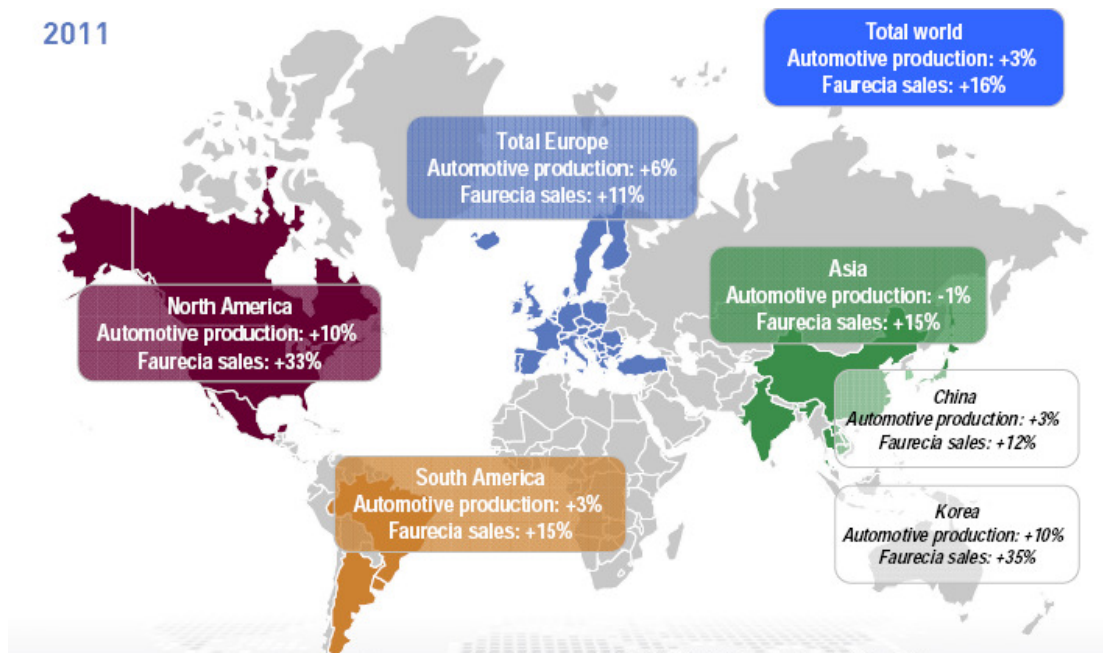 2011
Total world
Automotive production: +3%
Faurecia sales: +16%
Total Europe
Automotive production: +6%
Faurecia sales: +11%
Asia
Automotive production: -1%
Faurecia sales: +15%
North America
Automotive production: +10%
Faurecia sales: +33%
China
Automotive production: +3%
Faurecia sales: +12%
South America
Automotive production: +3%
Faurecia sales: +15%
Korea
Automotive production: +10%
Faurecia sales: +35%